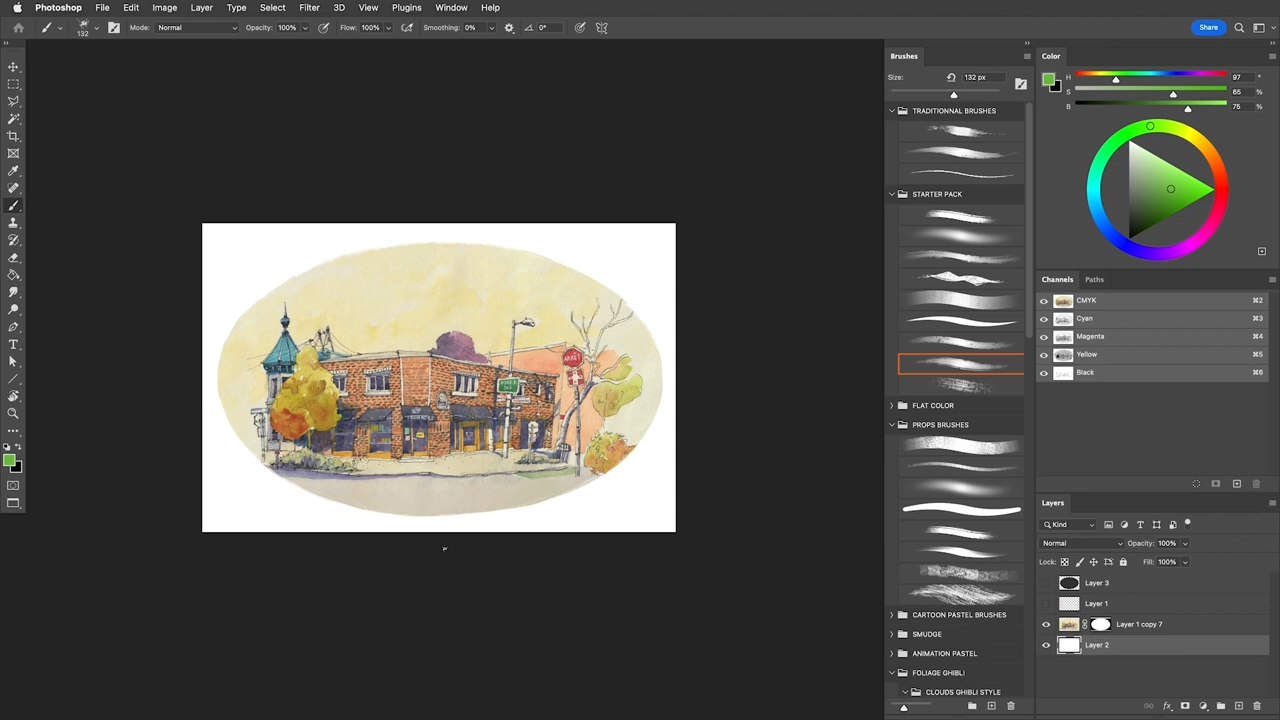 Photoshop File Edit Image Layer Type Select Filter 3D View Plugins Window Help
132 Mode: Normal Opacity: 100% Flow: 100% Smoothing: 0% 0° Share
Brushes
Size: 132 px
TRADITIONNAL BRUSHES
STARTER PACK
FLAT COLOR
PROPS BRUSHES
CARTOON PASTEL BRUSHES
SMUDGE
ANIMATION PASTEL
FOLIAGE GHIBLI
CLOUDS GHIBLI STYLE
Color
H 97 °
S 65 %
B 75 %
Channels Paths
CMYK ⌘2
Cyan ⌘3
Magenta ⌘4
Yellow ⌘5
Black ⌘6
Layers
Kind
Normal Opacity: 100%
Lock: Fill: 100%
Layer 3
Layer 1
Layer 1 copy 7
Layer 2
ARRET